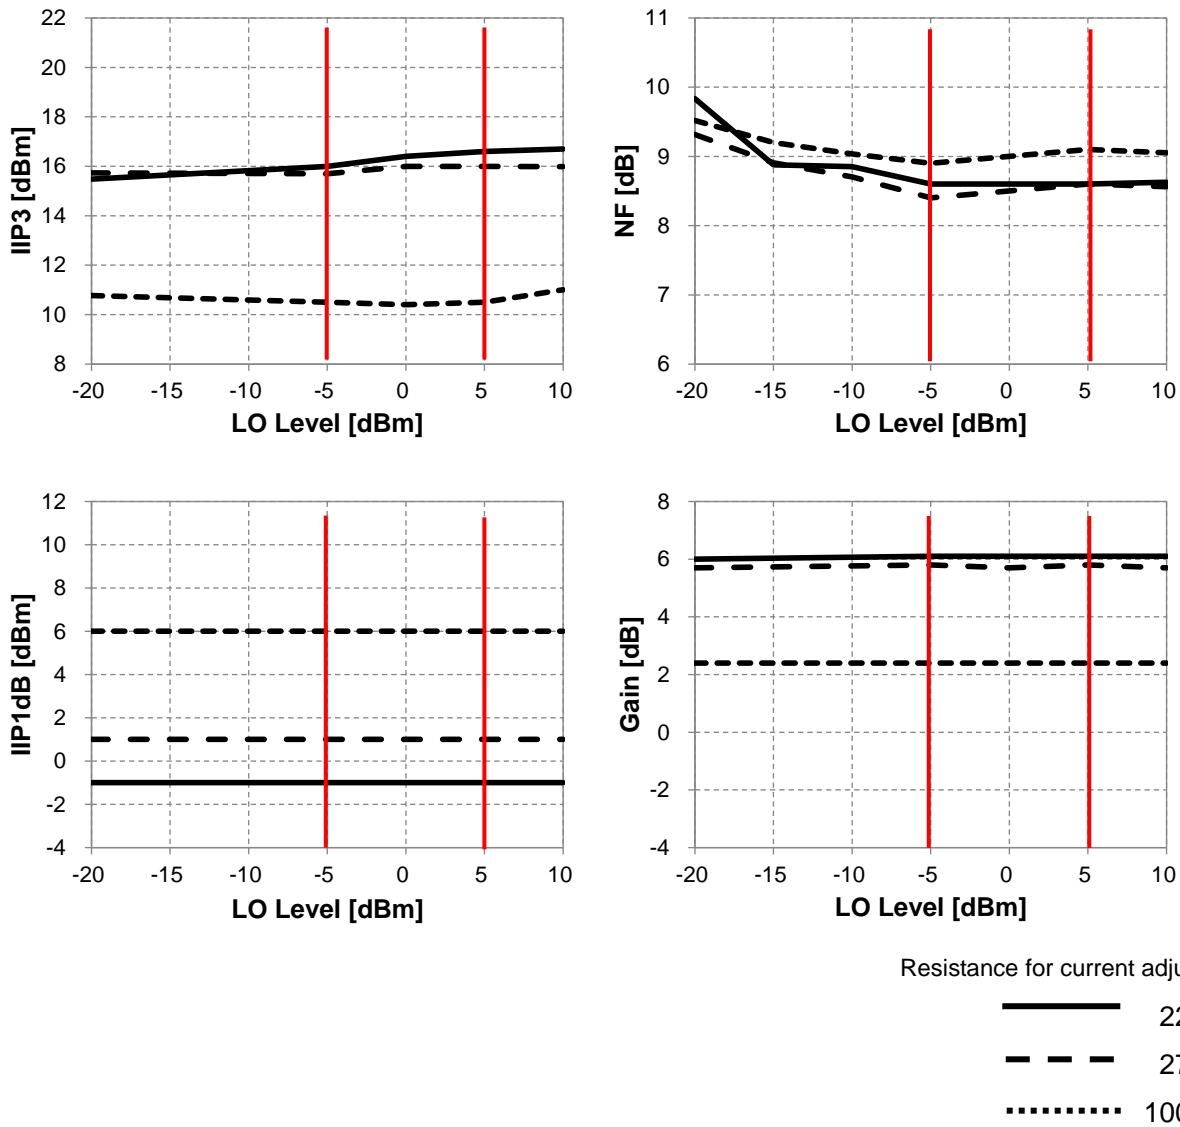 22
20
18
16
14
12
10
8
IIP3 [dBm]
-20 -15 -10 -5 0 5 10
LO Level [dBm]
11
10
9
8
7
6
NF [dB]
-20 -15 -10 -5 0 5 10
LO Level [dBm]
12
10
8
6
4
2
0
-2
-4
IIP1dB [dBm]
-20 -15 -10 -5 0 5 10
LO Level [dBm]
8
6
4
2
0
-2
-4
Gain [dB]
-20 -15 -10 -5 0 5 10
LO Level [dBm]
Resistance for current adju
22
27
100